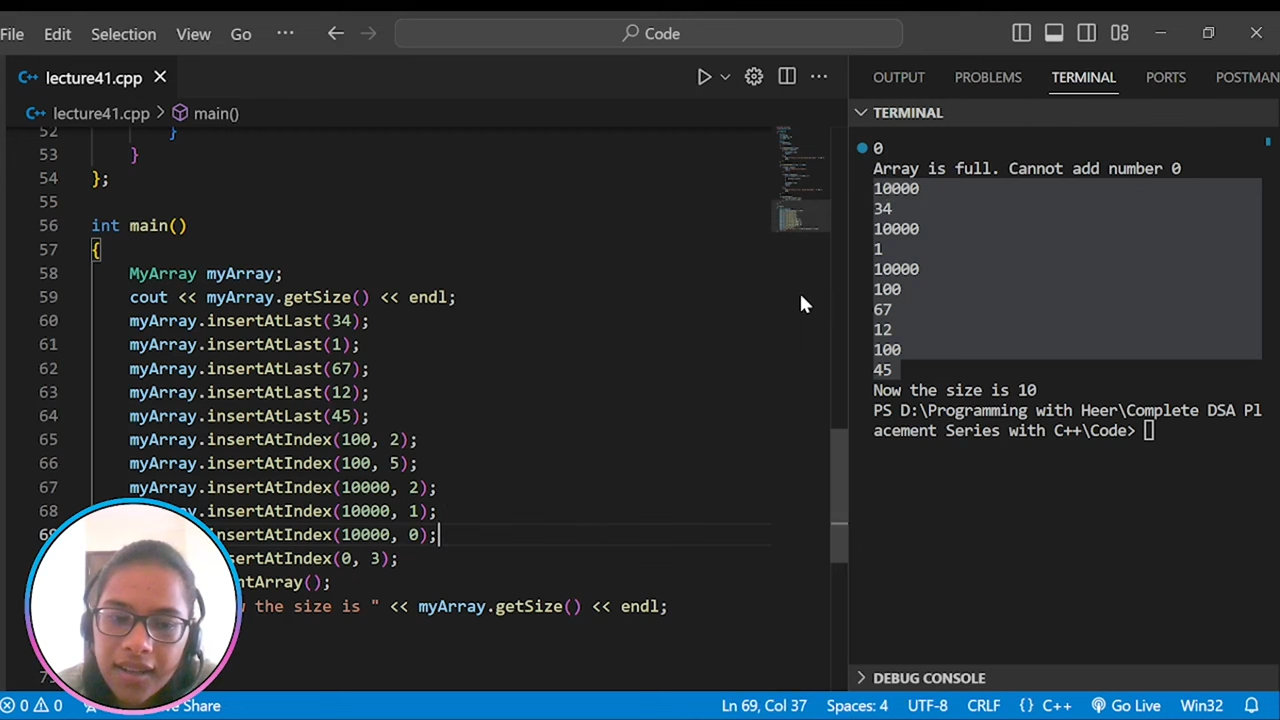 File Edit Selection View Go ··· Code
lecture41.cpp
lecture41.cpp > main()
52 }
53 }
54 };
55
56 int main()
57 {
58 MyArray myArray;
59 cout << myArray.getSize() << endl;
60 myArray.insertAtLast(34);
61 myArray.insertAtLast(1);
62 myArray.insertAtLast(67);
63 myArray.insertAtLast(12);
64 myArray.insertAtLast(45);
65 myArray.insertAtIndex(100, 2);
66 myArray.insertAtIndex(100, 5);
67 myArray.insertAtIndex(10000, 2);
68 .insertAtIndex(10000, 1);
insertAtIndex(10000, 0);
sertAtIndex(0, 3);
ntArray();
the size is " << myArray.getSize() << endl;
OUTPUT PROBLEMS TERMINAL PORTS POSTMAN
TERMINAL
0
Array is full. Cannot add number 0
10000
34
10000
1
10000
100
67
12
100
45
Now the size is 10
PS D:\Programming with Heer\Complete DSA Pl
acement Series with C++\Code>
DEBUG CONSOLE
0 0 Share Ln 69, Col 37 Spaces: 4 UTF-8 CRLF {} C++ Go Live Win32